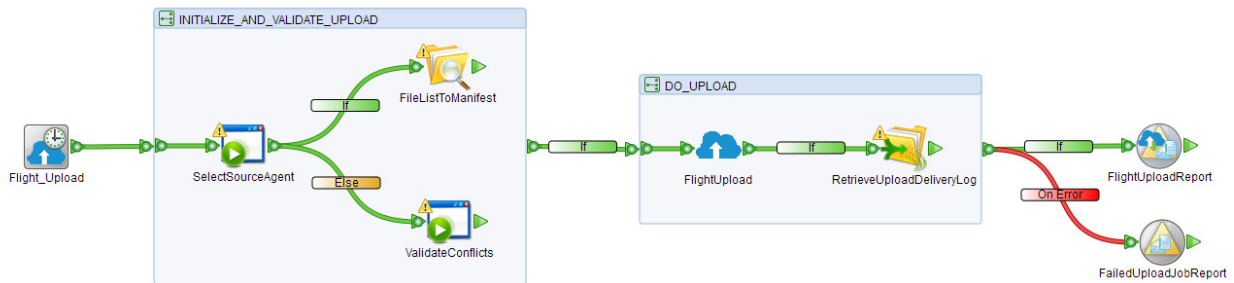 INITIALIZE_AND_VALIDATE_UPLOAD
FileListToManifest
If
Flight_Upload
SelectSourceAgent
Else
ValidateConflicts
If
DO_UPLOAD
FlightUpload
If
RetrieveUploadDeliveryLog
If
FlightUploadReport
On Error
FailedUploadJobReport